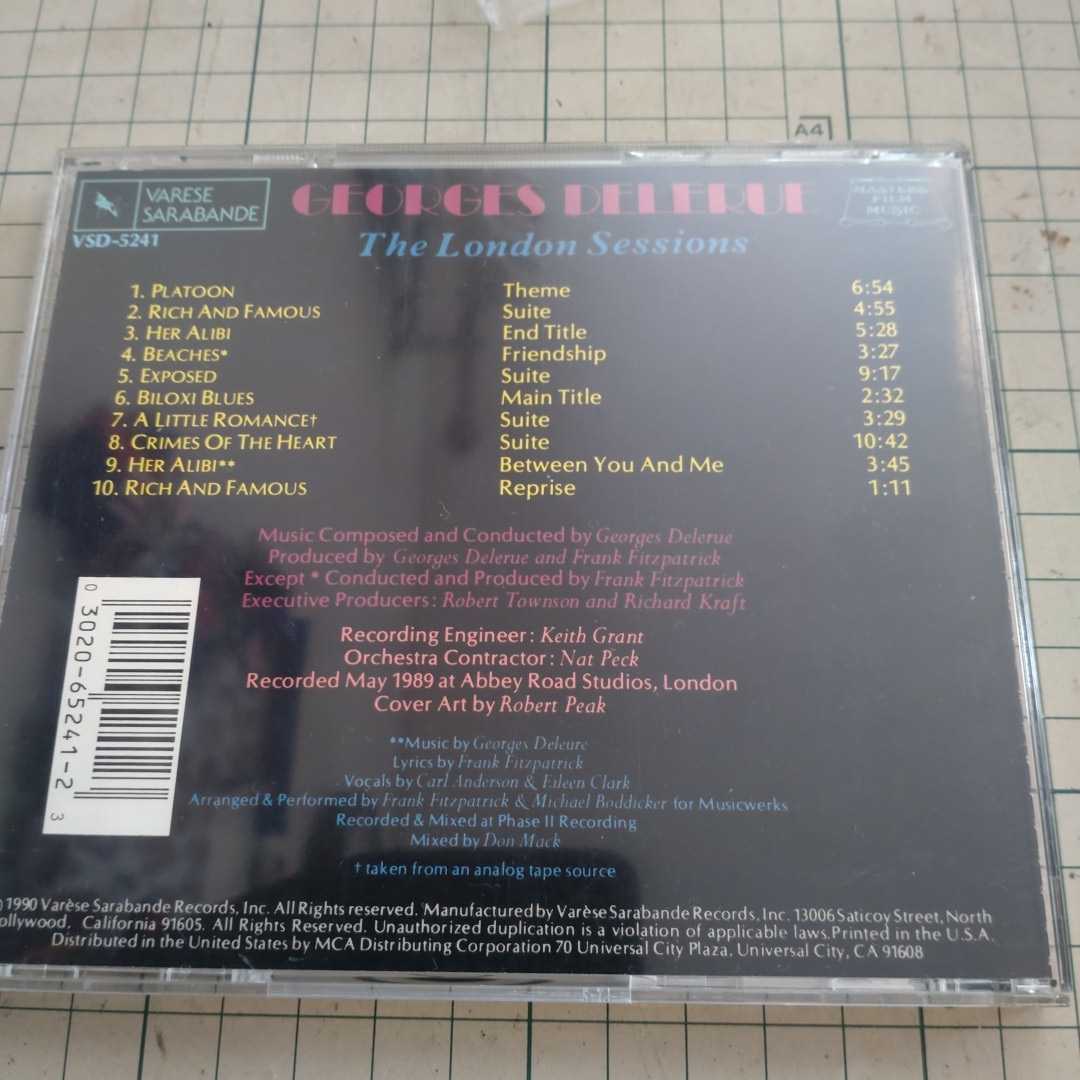 A4
VARESE
SARABANDE
VSD-5241
GEORGES DELERUE
MASTERS
FILM
MUSIC
The London Sessions
1. PLATOON Theme 6:54
2. RICH AND FAMOUS Suite 4:55
3. HER ALIBI End Title 5:28
4. BEACHES* Friendship 3:27
5. EXPOSED Suite 9:17
6. BILOXI BLUES Main Title 2:32
7. A LITTLE ROMANCE† Suite 3:29
8. CRIMES OF THE HEART Suite 10:42
9. HER ALIBI** Between You And Me 3:45
10. RICH AND FAMOUS Reprise 1:11
Music Composed and Conducted by Georges Delerue
Produced by Georges Delerue and Frank Fitzpatrick
Except * Conducted and Produced by Frank Fitzpatrick
Executive Producers: Robert Townson and Richard Kraft
Recording Engineer: Keith Grant
Orchestra Contractor: Nat Peck
Recorded May 1989 at Abbey Road Studios, London
Cover Art by Robert Peak
**Music by Georges Deleure
Lyrics by Frank Fitzpatrick
Vocals by Carl Anderson & Eileen Clark
Arranged & Performed by Frank Fitzpatrick & Michael Boddicker for Musicwerks
Recorded & Mixed at Phase II Recording
Mixed by Don Mack
† taken from an analog tape source
0 3020-65241-2 3
1990 Varèse Sarabande Records, Inc. All Rights reserved. Manufactured by Varèse Sarabande Records, Inc. 13006 Saticoy Street, North
ollywood, California 91605. All Rights Reserved. Unauthorized duplication is a violation of applicable laws. Printed in the U.S.A.
Distributed in the United States by MCA Distributing Corporation 70 Universal City Plaza, Universal City, CA 91608